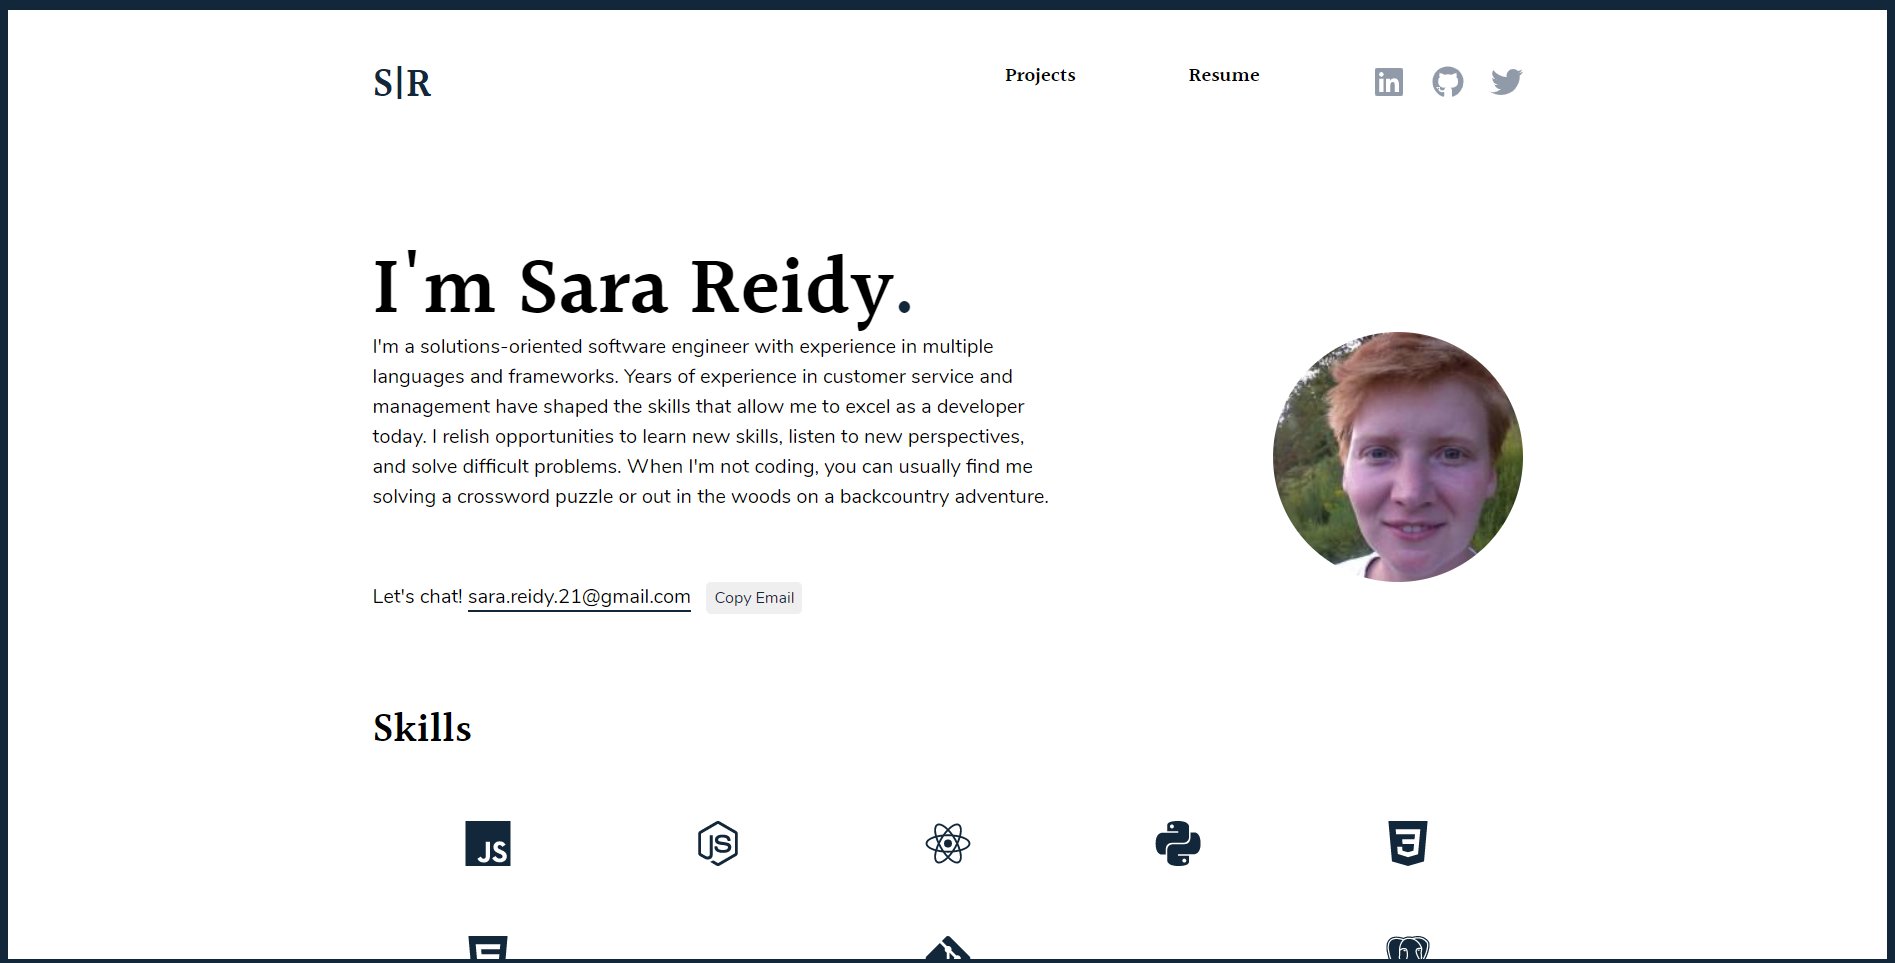 S|R
Projects
Resume
in
I'm Sara Reidy.
I'm a solutions-oriented software engineer with experience in multiple
languages and frameworks. Years of experience in customer service and
management have shaped the skills that allow me to excel as a developer
today. I relish opportunities to learn new skills, listen to new perspectives,
and solve difficult problems. When I'm not coding, you can usually find me
solving a crossword puzzle or out in the woods on a backcountry adventure.
Let's chat! sara.reidy.21@gmail.com
Copy Email
Skills
JS
JS
3